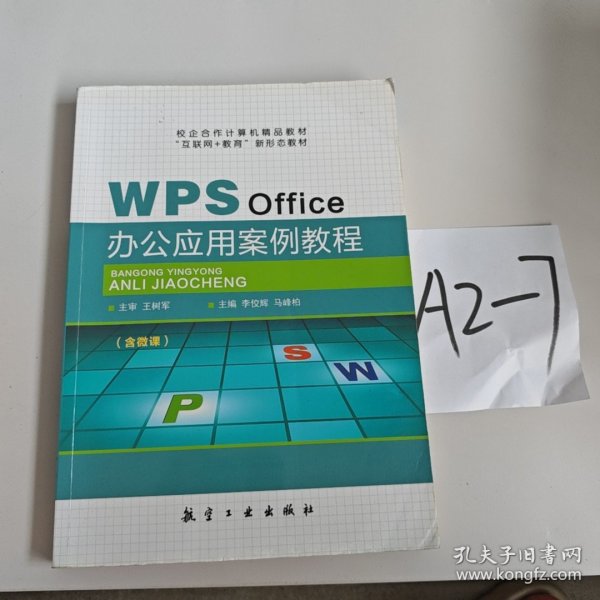 校企合作计算机精品教材
“互联网+教育”新形态教材
WPS Office
办公应用案例教程
BANGONG YINGYONG
ANLI JIAOCHENG
主审 王树军 主编 李佼辉 马峰柏
（含微课）
S
W
P
航空工业出版社
A2-7
孔夫子旧书网
www.kongfz.com